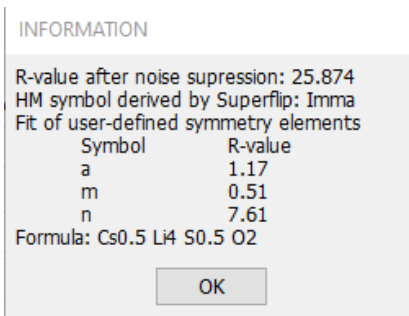 INFORMATION
R-value after noise supression: 25.874
HM symbol derived by Superflip: Imma
Fit of user-defined symmetry elements
Symbol R-value
a 1.17
m 0.51
n 7.61
Formula: Cs0.5 Li4 S0.5 O2
OK